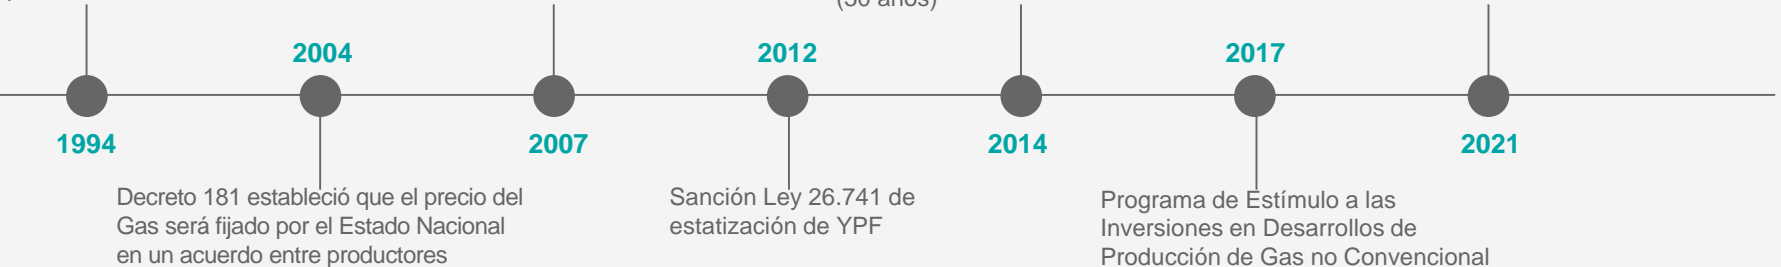 (30 años)
2004
2012
2017
1994
2007
2014
2021
Decreto 181 estableció que el precio del
Gas será fijado por el Estado Nacional
en un acuerdo entre productores
Sanción Ley 26.741 de
estatización de YPF
Programa de Estímulo a las
Inversiones en Desarrollos de
Producción de Gas no Convencional